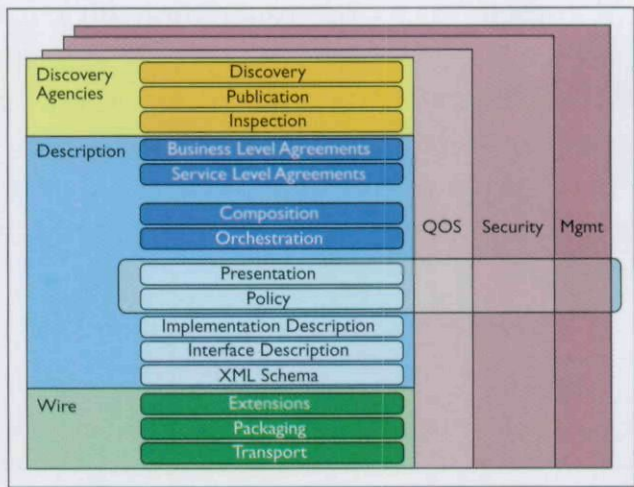 Discovery Agencies
Discovery
Publication
Inspection
Description
Business Level Agreements
Service Level Agreements
Composition
Orchestration
Presentation
Policy
Implementation Description
Interface Description
XML Schema
Wire
Extensions
Packaging
Transport
QOS
Security
Mgmt